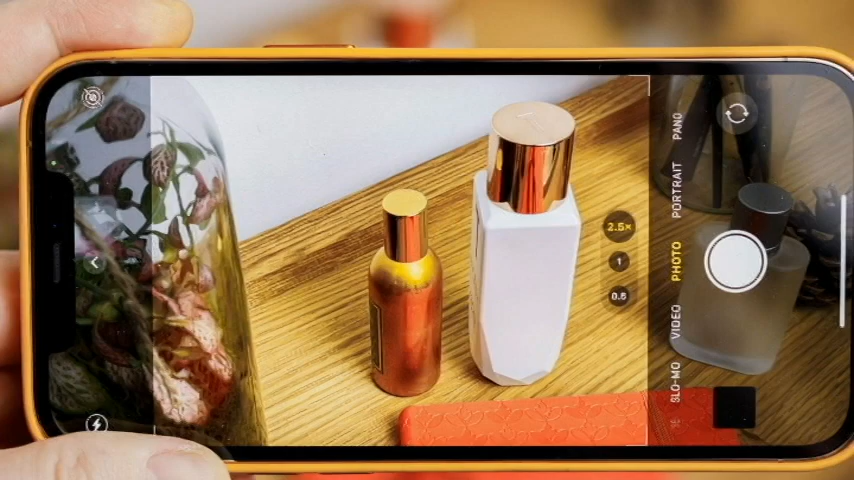 PANO
PORTRAIT
PHOTO
VIDEO
SLO-MO
2.5×
1
0.5